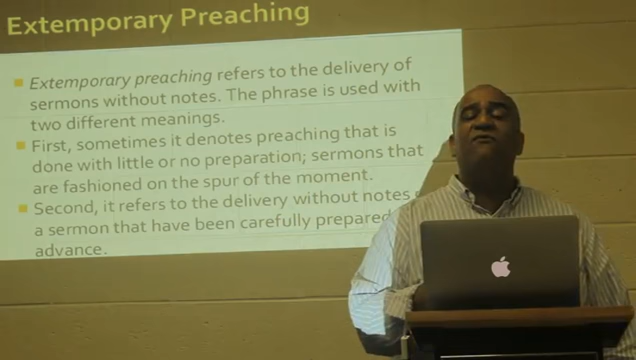 Extemporary Preaching
Extemporary preaching refers to the delivery of
sermons without notes. The phrase is used with
two different meanings.
First, sometimes it denotes preaching that is
done with little or no preparation; sermons that
are fashioned on the spur of the moment.
Second, it refers to the delivery without notes
a sermon that have been carefully prepared
advance.